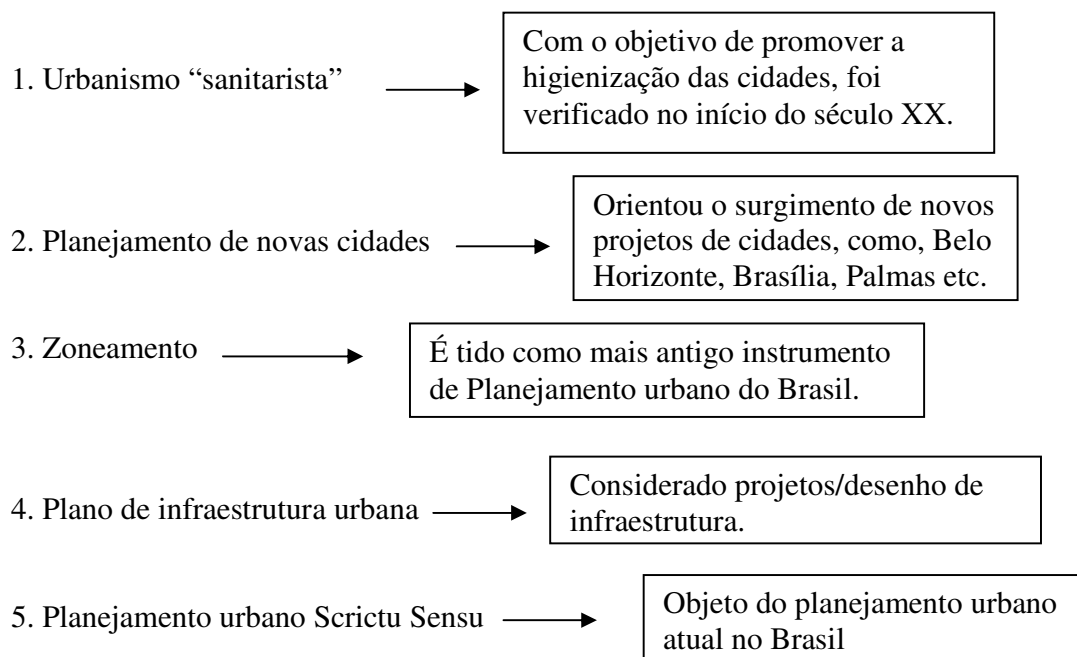 1. Urbanismo “sanitarista”
Com o objetivo de promover a
higienização das cidades, foi
verificado no início do século XX.
2. Planejamento de novas cidades
Orientou o surgimento de novos
projetos de cidades, como, Belo
Horizonte, Brasília, Palmas etc.
3. Zoneamento
É tido como mais antigo instrumento
de Planejamento urbano do Brasil.
4. Plano de infraestrutura urbana
Considerado projetos/desenho de
infraestrutura.
5. Planejamento urbano Scrictu Sensu
Objeto do planejamento urbano
atual no Brasil